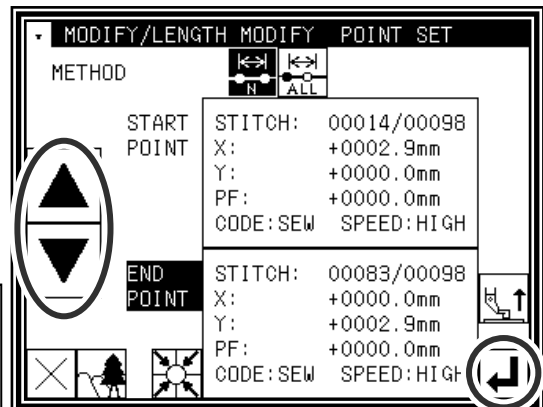 MODIFY/LENGTH MODIFY POINT SET
METHOD
N ALL
START POINT
STITCH: 00014/00098
X: +0002.9mm
Y: +0000.0mm
PF: +0000.0mm
CODE:SEW SPEED:HIGH
END POINT
STITCH: 00083/00098
X: +0000.0mm
Y: +0002.9mm
PF: +0000.0mm
CODE:SEW SPEED:HIGH